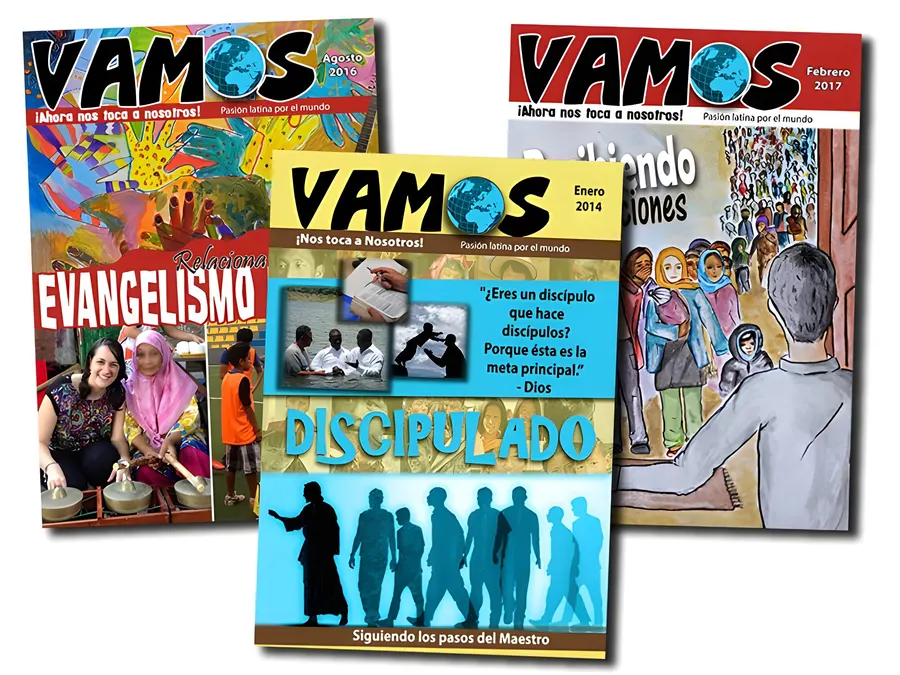 VAMOS
Agosto
2016
¡Ahora nos toca a nosotros!
Pasión latina por el mundo
Relaciona
EVANGELISMO
VAMOS
Enero
2014
¡Nos toca a Nosotros!
Pasión latina por el mundo
"¿Eres un discípulo
que hace
discípulos?
Porque ésta es la
meta principal."
- Dios
DISCIPULADO
Siguiendo los pasos del Maestro
VAMOS
Febrero
2017
¡Ahora nos toca a nosotros!
Pasión latina por el mundo